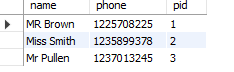 name phone pid
MR Brown 1225708225 1
Miss Smith 1235899378 2
Mr Pullen 1237013245 3